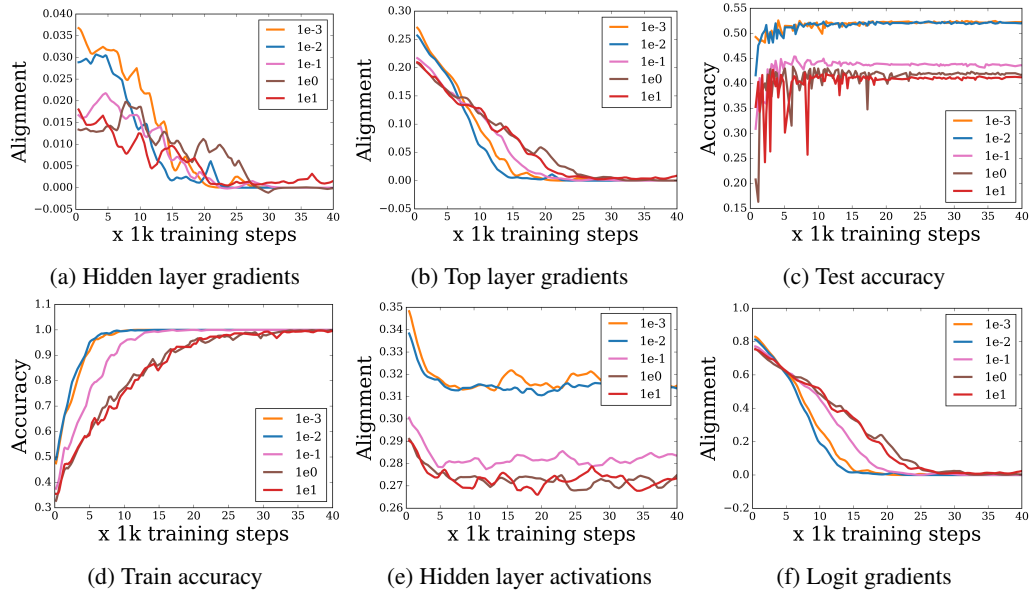 0.040
0.035
0.030
0.025
0.020
0.015
0.010
0.005
0.000
−0.005
Alignment
1e-3
1e-2
1e-1
1e0
1e1
0 5 10 15 20 25 30 35 40
x 1k training steps
(a) Hidden layer gradients
0.30
0.25
0.20
0.15
0.10
0.05
0.00
−0.05
Alignment
1e-3
1e-2
1e-1
1e0
1e1
0 5 10 15 20 25 30 35 40
x 1k training steps
(b) Top layer gradients
0.55
0.50
0.45
0.40
0.35
0.30
0.25
0.20
0.15
Accuracy
1e-3
1e-2
1e-1
1e0
1e1
0 5 10 15 20 25 30 35 40
x 1k training steps
(c) Test accuracy
1.1
1.0
0.9
0.8
0.7
0.6
0.5
0.4
0.3
Accuracy
1e-3
1e-2
1e-1
1e0
1e1
0 5 10 15 20 25 30 35 40
x 1k training steps
(d) Train accuracy
0.35
0.34
0.33
0.32
0.31
0.30
0.29
0.28
0.27
0.26
Alignment
1e-3
1e-2
1e-1
1e0
1e1
0 5 10 15 20 25 30 35 40
x 1k training steps
(e) Hidden layer activations
1.0
0.8
0.6
0.4
0.2
0.0
−0.2
Alignment
1e-3
1e-2
1e-1
1e0
1e1
0 5 10 15 20 25 30 35 40
x 1k training steps
(f) Logit gradients